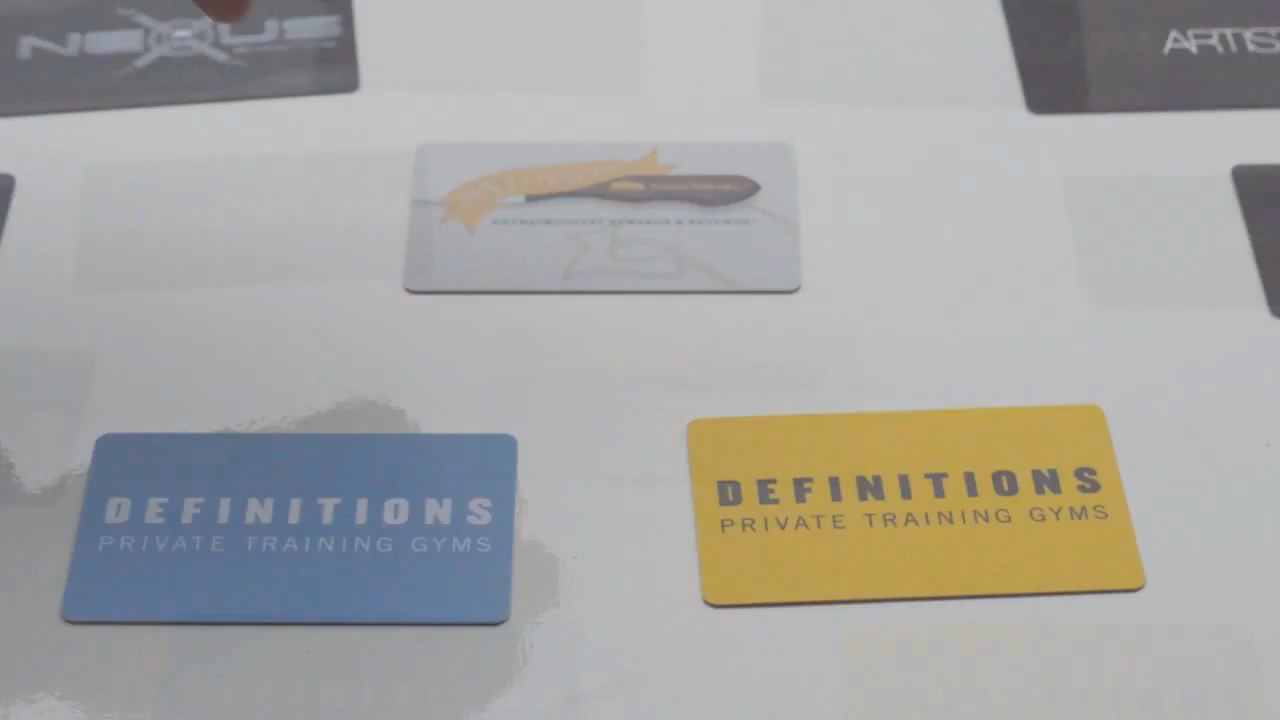 NEXUS
ARTIS
DEFINITIONS
PRIVATE TRAINING GYMS
DEFINITIONS
PRIVATE TRAINING GYMS